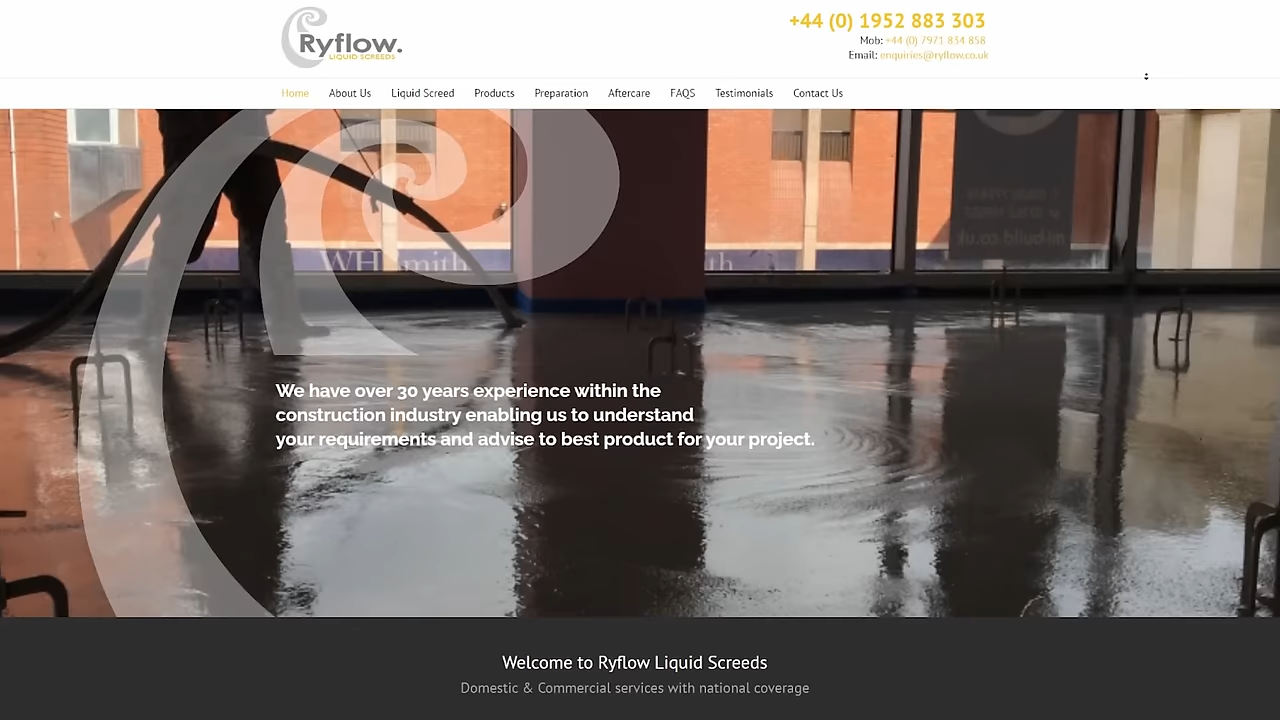 Ryflow.
LIQUID SCREEDS
+44 (0) 1952 883 303
Mob: +44 (0) 7971 834 858
Email: enquiries@ryflow.co.uk
Home About Us Liquid Screed Products Preparation Aftercare FAQS Testimonials Contact Us
WHSmith
We have over 30 years experience within the
construction industry enabling us to understand
your requirements and advise to best product for your project.
Welcome to Ryflow Liquid Screeds
Domestic & Commercial services with national coverage